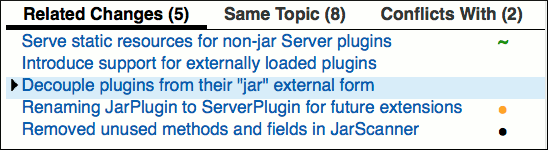 Related Changes (5) Same Topic (8) Conflicts With (2)
Serve static resources for non-jar Server plugins ~
Introduce support for externally loaded plugins
Decouple plugins from their "jar" external form
Renaming JarPlugin to ServerPlugin for future extensions
Removed unused methods and fields in JarScanner